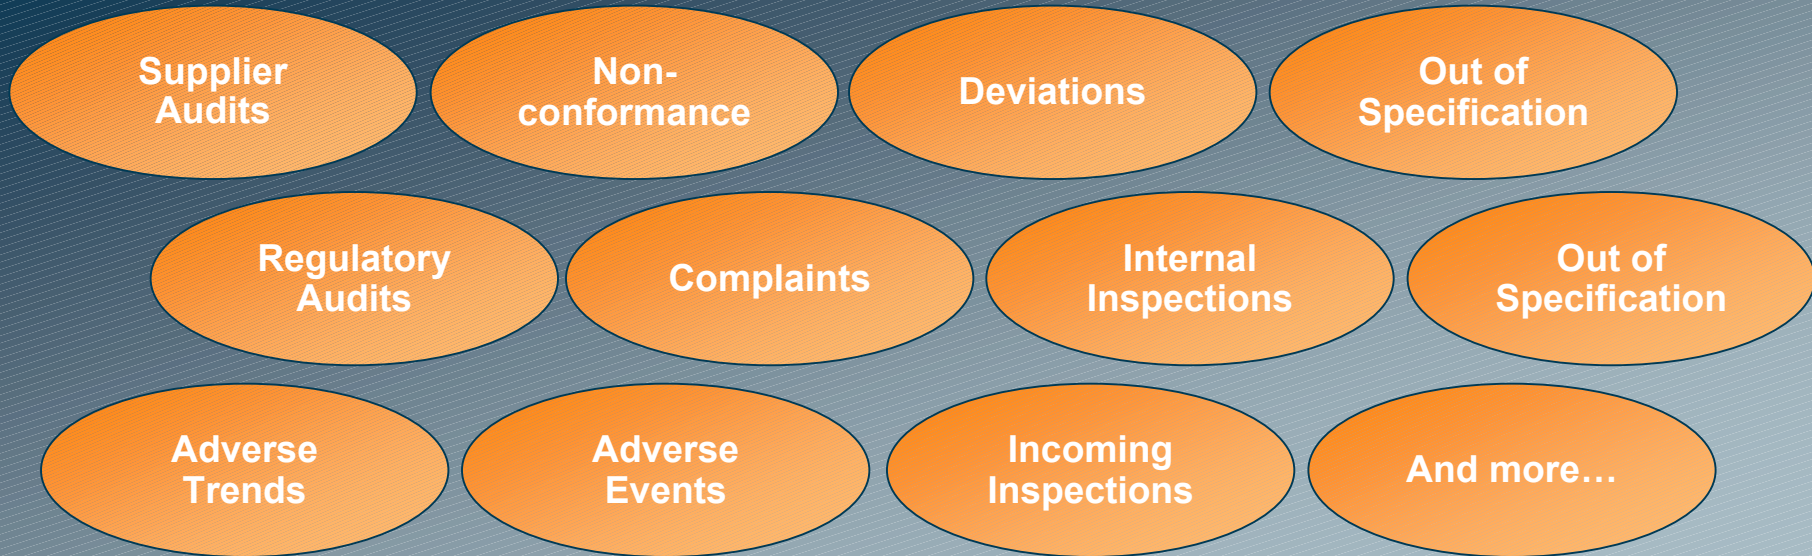 Supplier
Audits
Non-
conformance
Deviations
Out of
Specification
Regulatory
Audits
Complaints
Internal
Inspections
Out of
Specification
Adverse
Trends
Adverse
Events
Incoming
Inspections
And more…